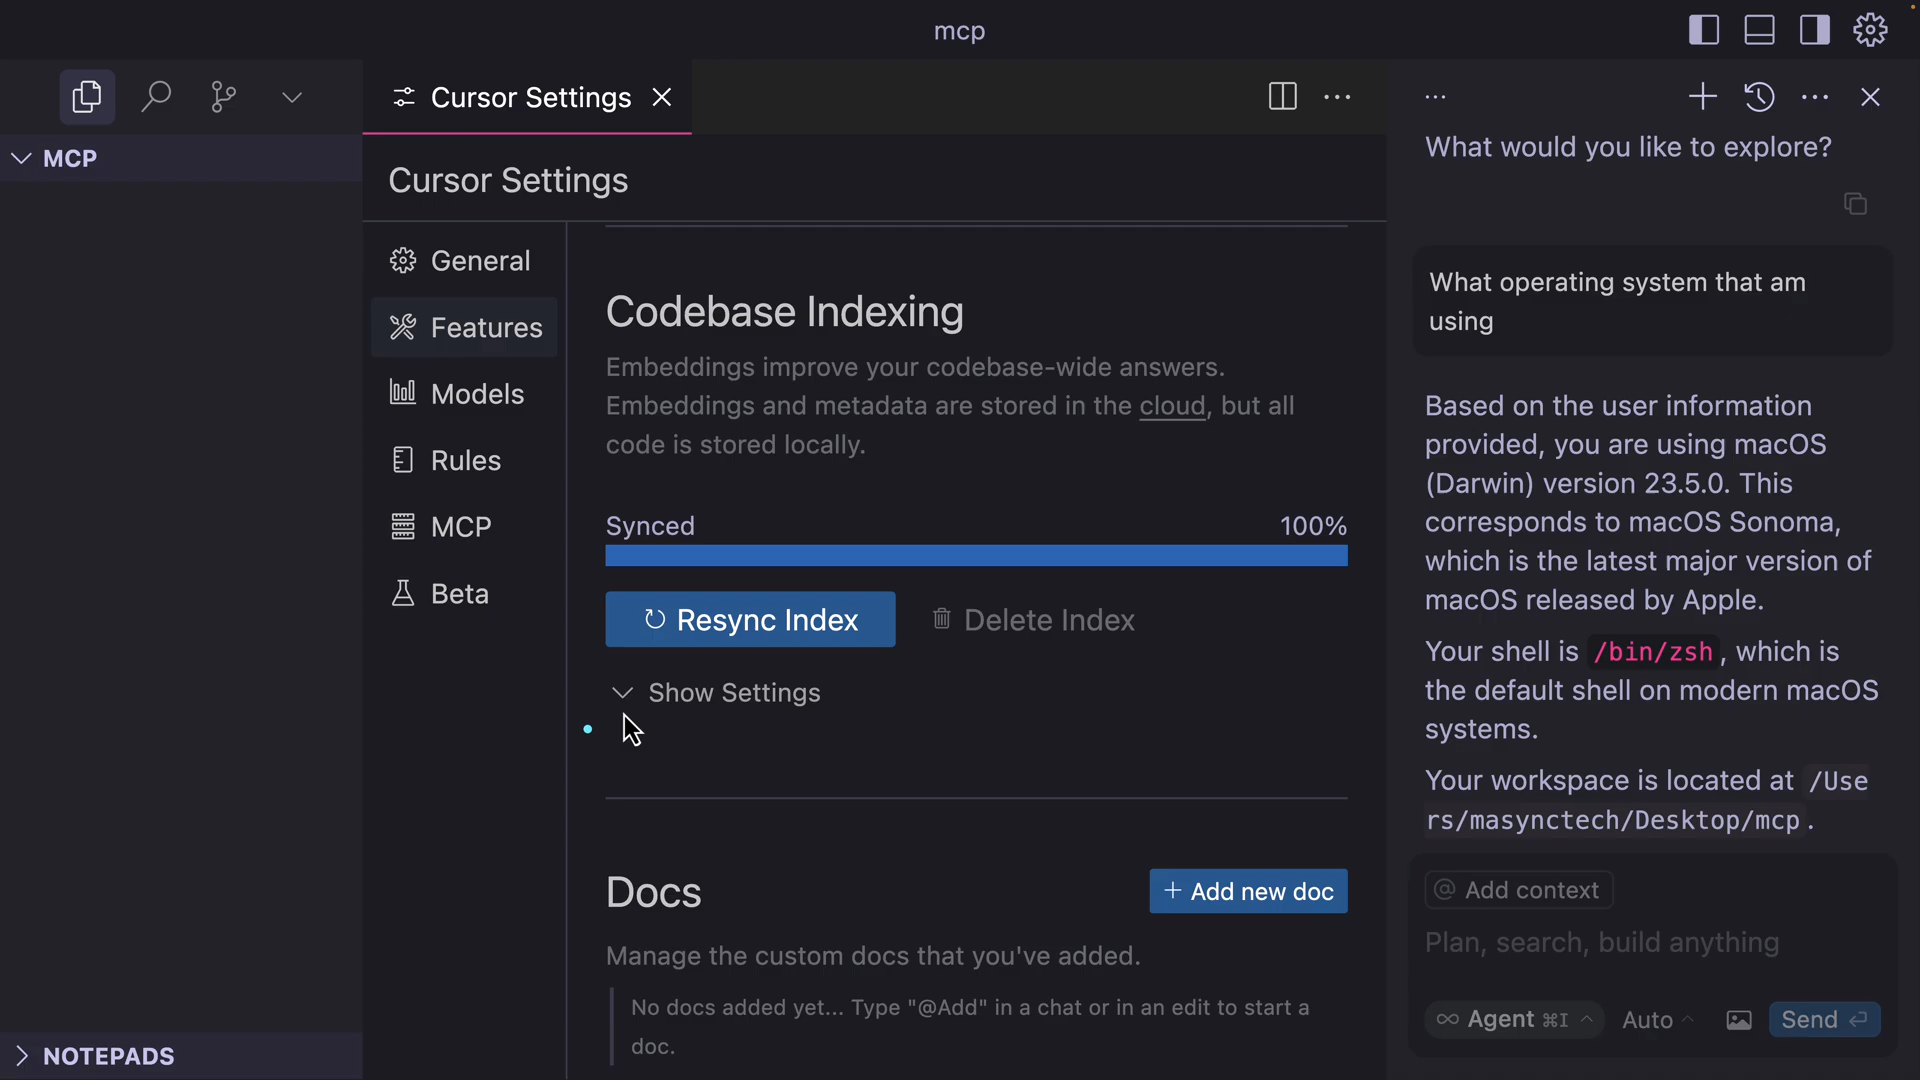 mcp
MCP
NOTEPADS
Cursor Settings
Cursor Settings
General
Features
Models
Rules
MCP
Beta
Codebase Indexing
Embeddings improve your codebase-wide answers.
Embeddings and metadata are stored in the cloud, but all
code is stored locally.
Synced 100%
Resync Index Delete Index
Show Settings
Docs + Add new doc
Manage the custom docs that you've added.
No docs added yet... Type "@Add" in a chat or in an edit to start a
doc.
What would you like to explore?
What operating system that am
using
Based on the user information
provided, you are using macOS
(Darwin) version 23.5.0. This
corresponds to macOS Sonoma,
which is the latest major version of
macOS released by Apple.
Your shell is /bin/zsh, which is
the default shell on modern macOS
systems.
Your workspace is located at /Use
rs/masynctech/Desktop/mcp.
@ Add context
Plan, search, build anything
∞ Agent ⌘I Auto Send